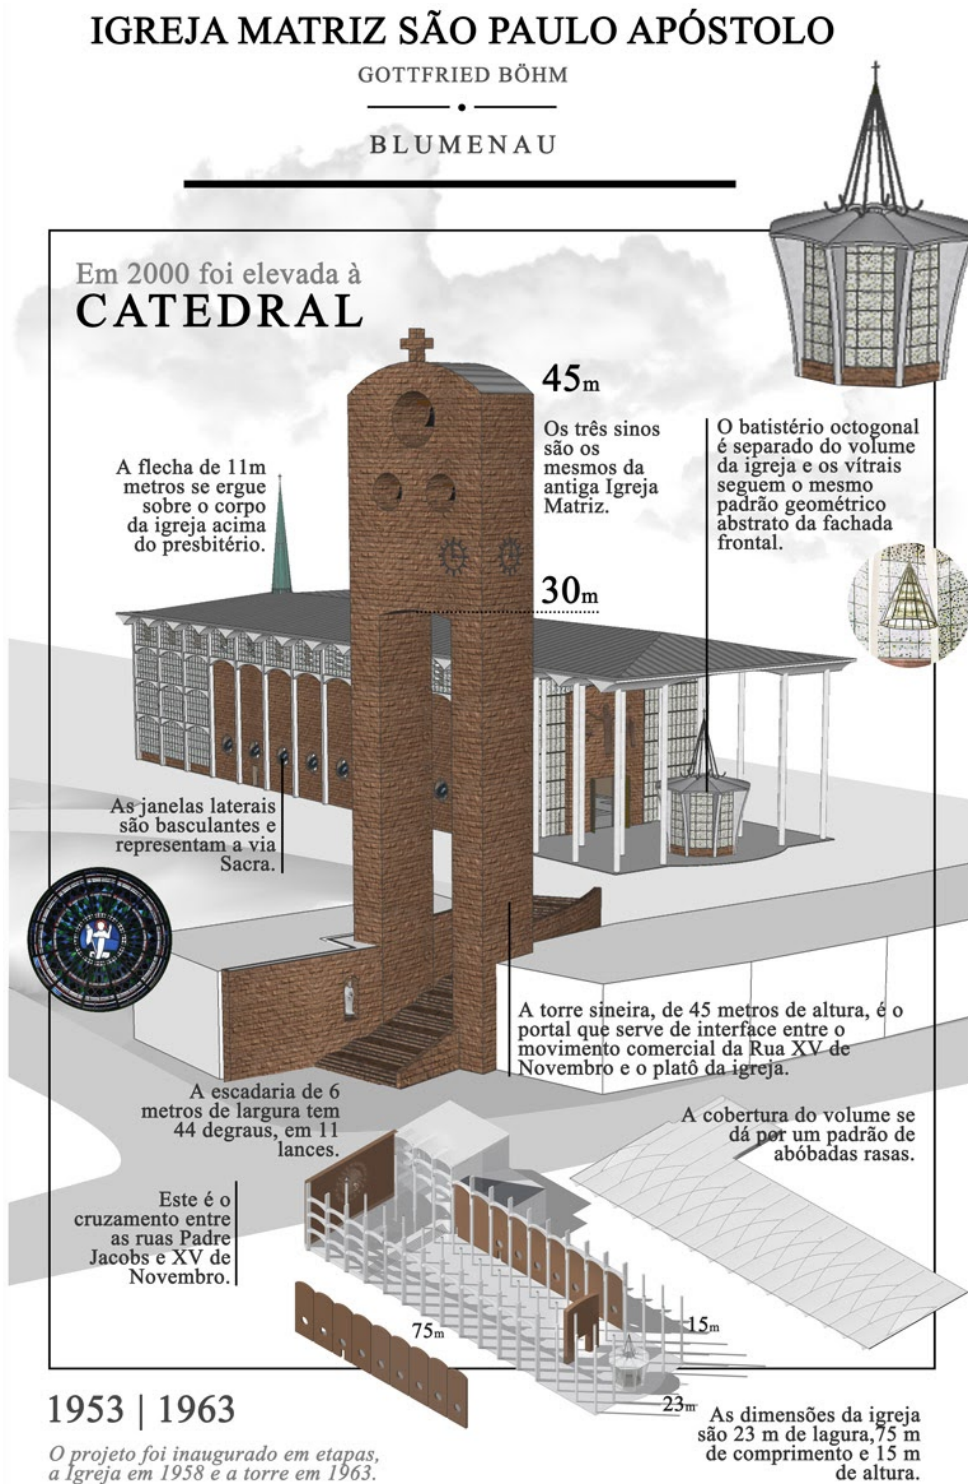 IGREJA MATRIZ SÃO PAULO APÓSTOLO
GOTTFRIED BÖHM
BLUMENAU
Em 2000 foi elevada à
CATEDRAL
45m
Os três sinos
são os
mesmos da
antiga Igreja
Matriz.
O batistério octogonal
é separado do volume
da igreja e os vítrais
seguem o mesmo
padrão geométrico
abstrato da fachada
frontal.
A flecha de 11m
metros se ergue
sobre o corpo
da igreja acima
do presbitério.
30m
As janelas laterais
são basculantes e
representam a via
Sacra.
A torre sineira, de 45 metros de altura, é o
portal que serve de interface entre o
movimento comercial da Rua XV de
Novembro e o platô da igreja.
A escadaria de 6
metros de largura tem
44 degraus, em 11
lances.
A cobertura do volume se
dá por um padrão de
abóbadas rasas.
Este é o
cruzamento entre
as ruas Padre
Jacobs e XV de
Novembro.
75m
15m
23m
1953 | 1963
O projeto foi inaugurado em etapas,
a Igreja em 1958 e a torre em 1963.
As dimensões da igreja
são 23 m de lagura,75 m
de comprimento e 15 m
de altura.